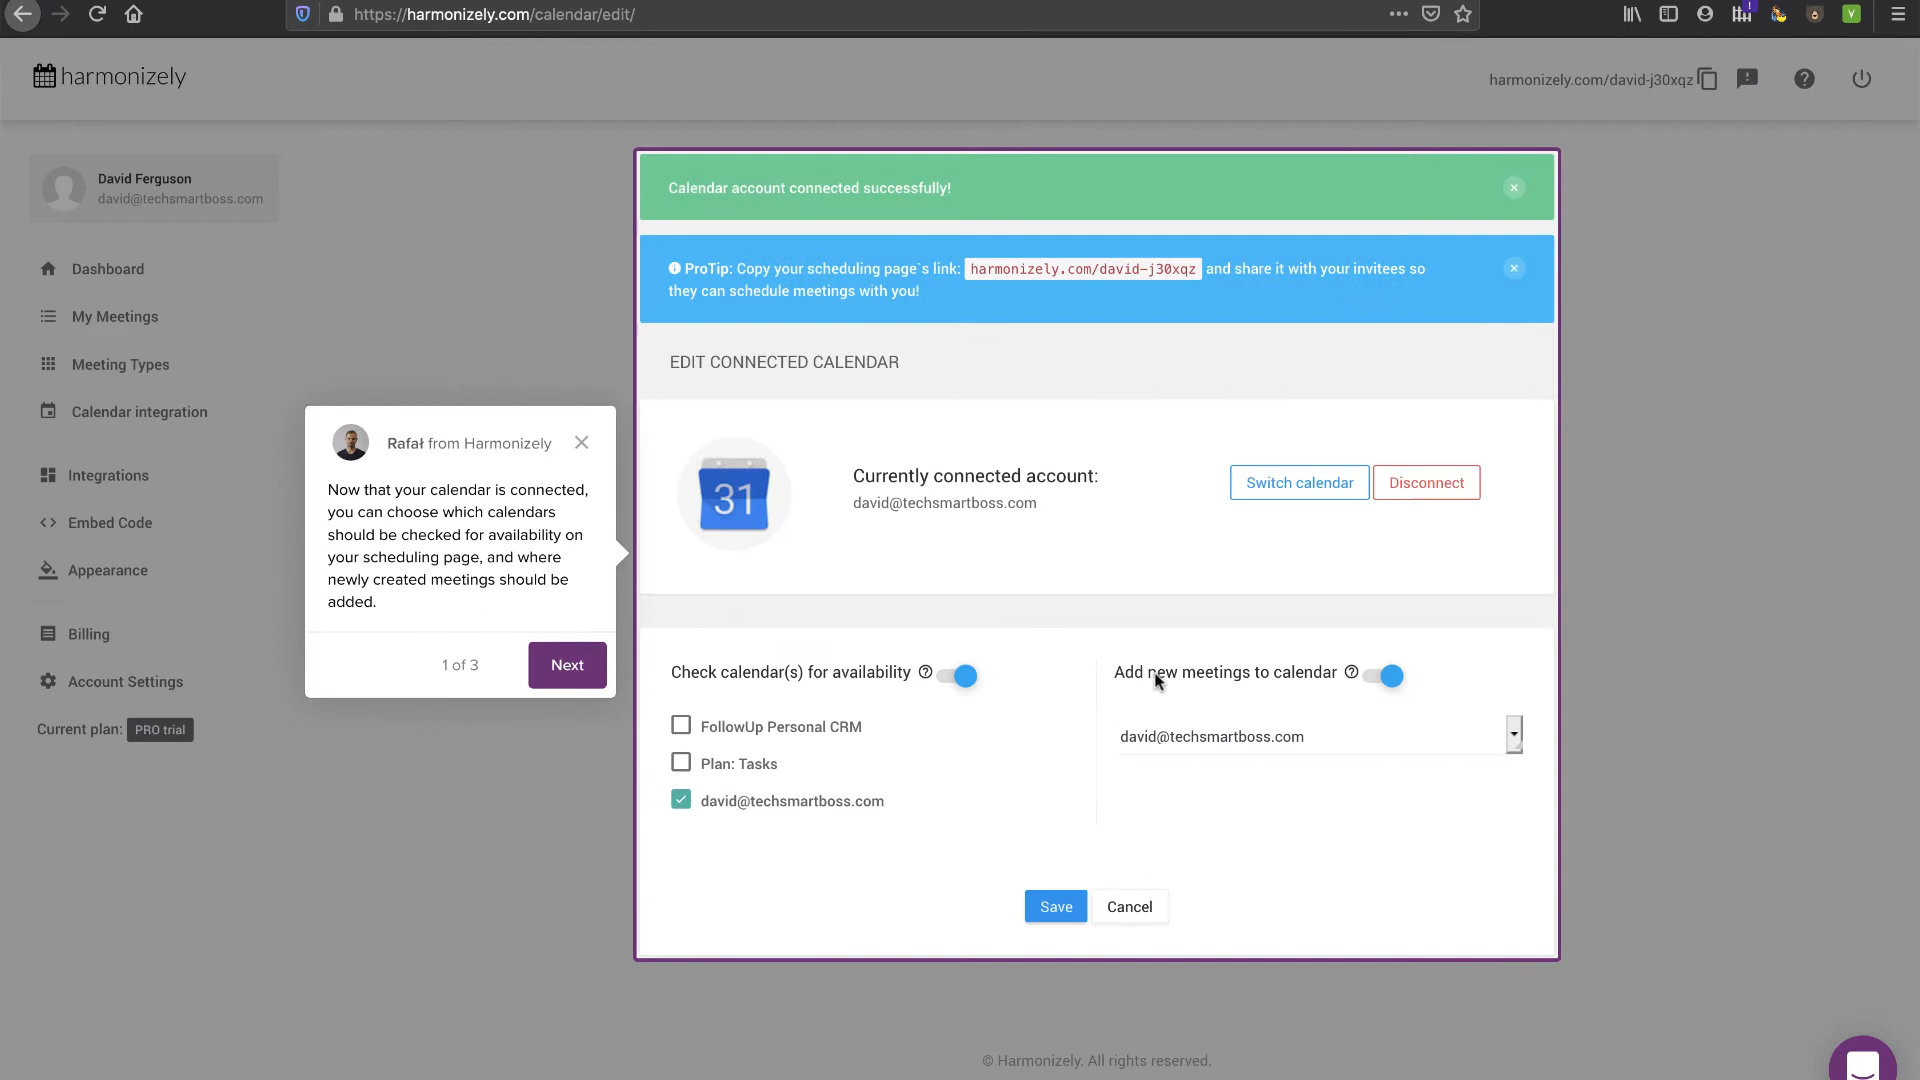 https://harmonizely.com/calendar/edit/
harmonizely
harmonizely.com/david-j30xqz
David Ferguson
david@techsmartboss.com
Dashboard
My Meetings
Meeting Types
Calendar integration
Integrations
Embed Code
Appearance
Billing
Account Settings
Current plan: PRO trial
Rafał from Harmonizely
Now that your calendar is connected,
you can choose which calendars
should be checked for availability on
your scheduling page, and where
newly created meetings should be
added.
1 of 3
Next
Calendar account connected successfully!
ProTip: Copy your scheduling page`s link: harmonizely.com/david-j30xqz and share it with your invitees so
they can schedule meetings with you!
EDIT CONNECTED CALENDAR
31
Currently connected account:
david@techsmartboss.com
Switch calendar
Disconnect
Check calendar(s) for availability
FollowUp Personal CRM
Plan: Tasks
david@techsmartboss.com
Add new meetings to calendar
david@techsmartboss.com
Save
Cancel
© Harmonizely. All rights reserved.